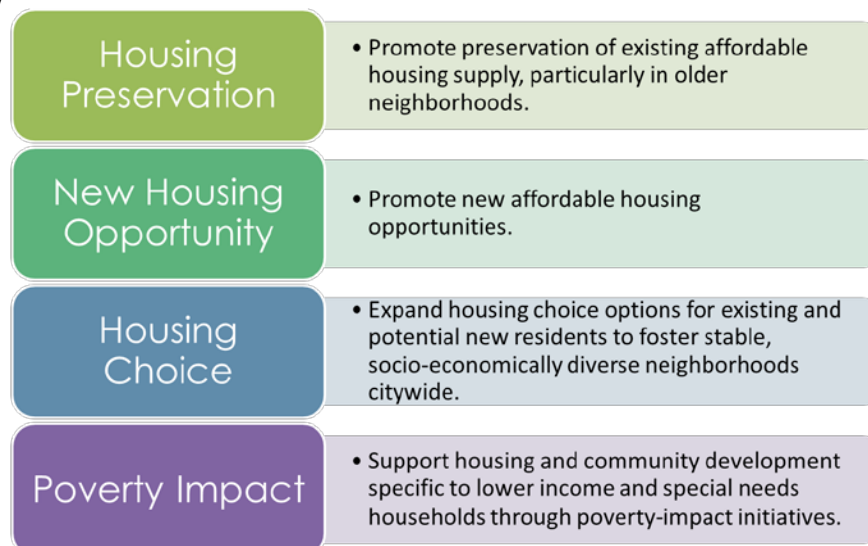 Housing
Preservation
• Promote preservation of existing affordable
housing supply, particularly in older
neighborhoods.
New Housing
Opportunity
• Promote new affordable housing
opportunities.
Housing
Choice
• Expand housing choice options for existing and
potential new residents to foster stable,
socio-economically diverse neighborhoods
citywide.
Poverty Impact
• Support housing and community development
specific to lower income and special needs
households through poverty-impact initiatives.